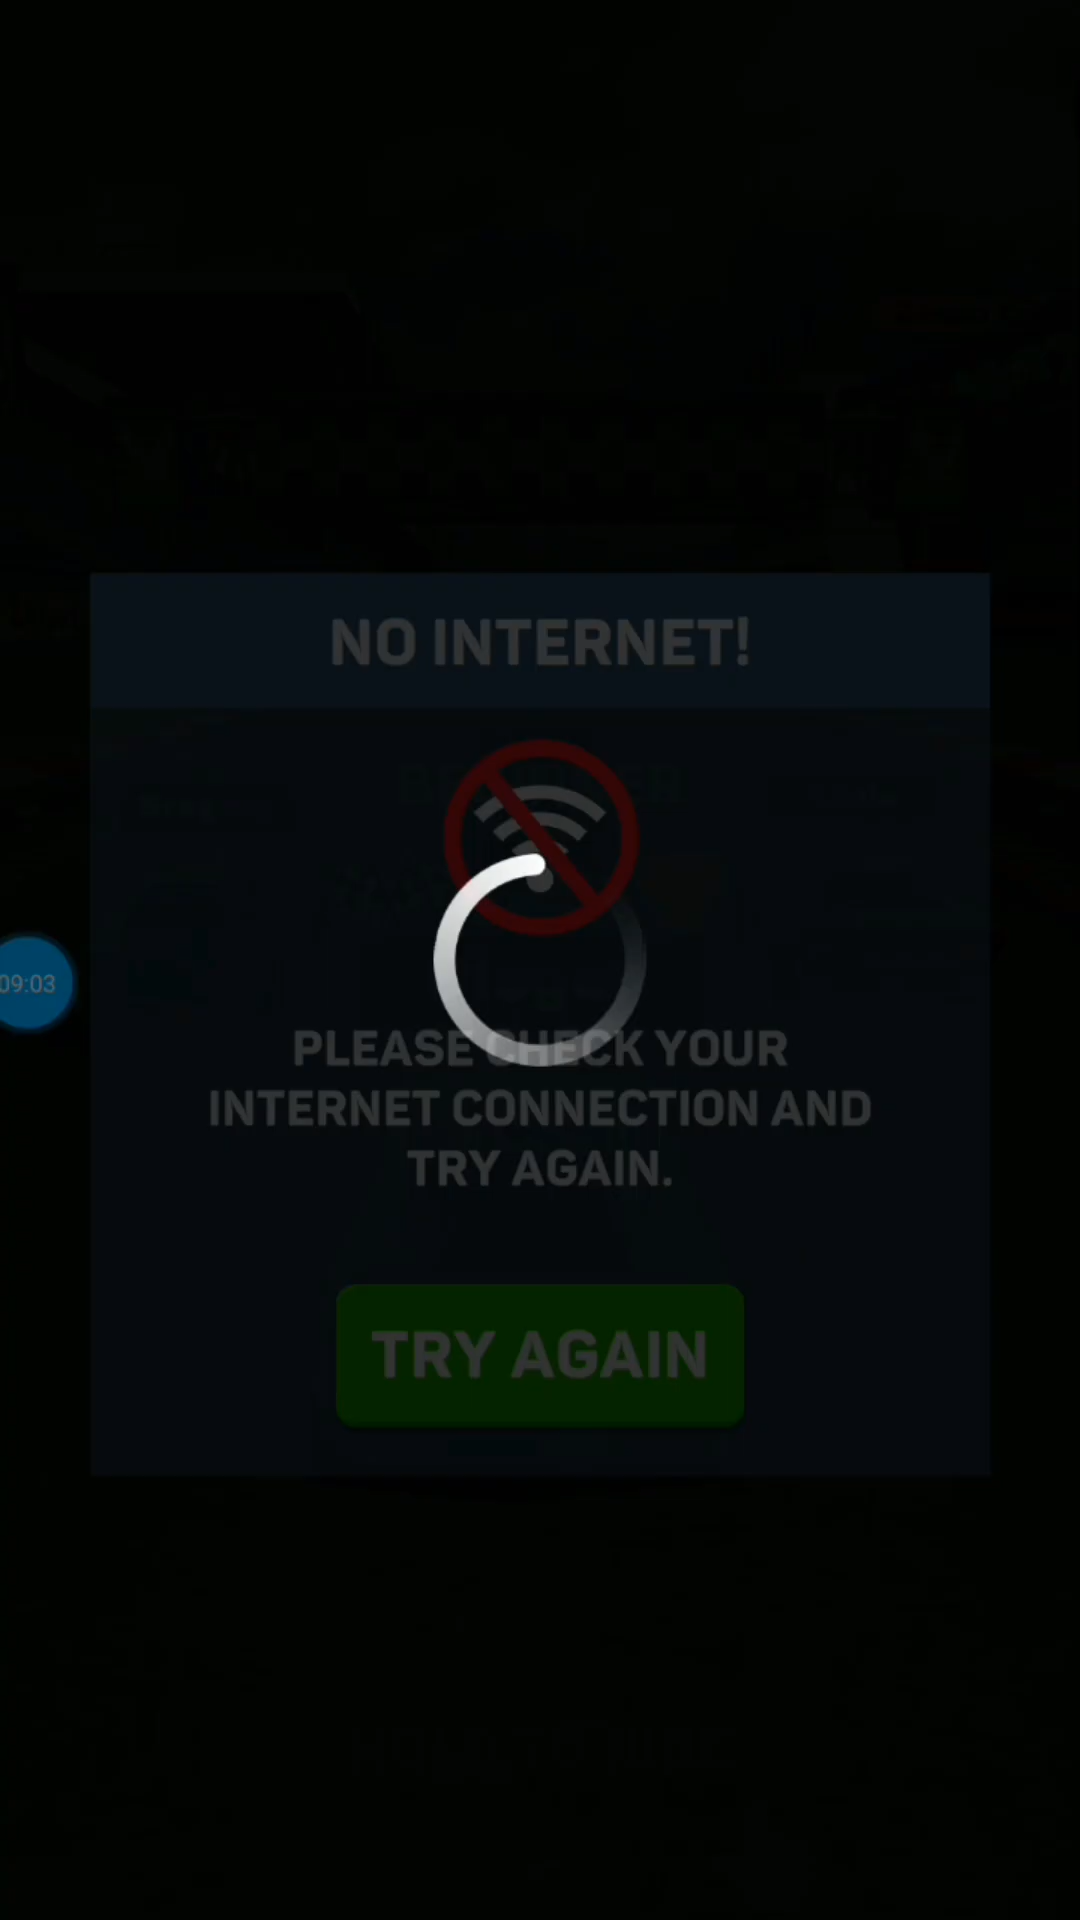 NO INTERNET!
09:03
PLEASE CHECK YOUR
INTERNET CONNECTION AND
TRY AGAIN.
TRY AGAIN